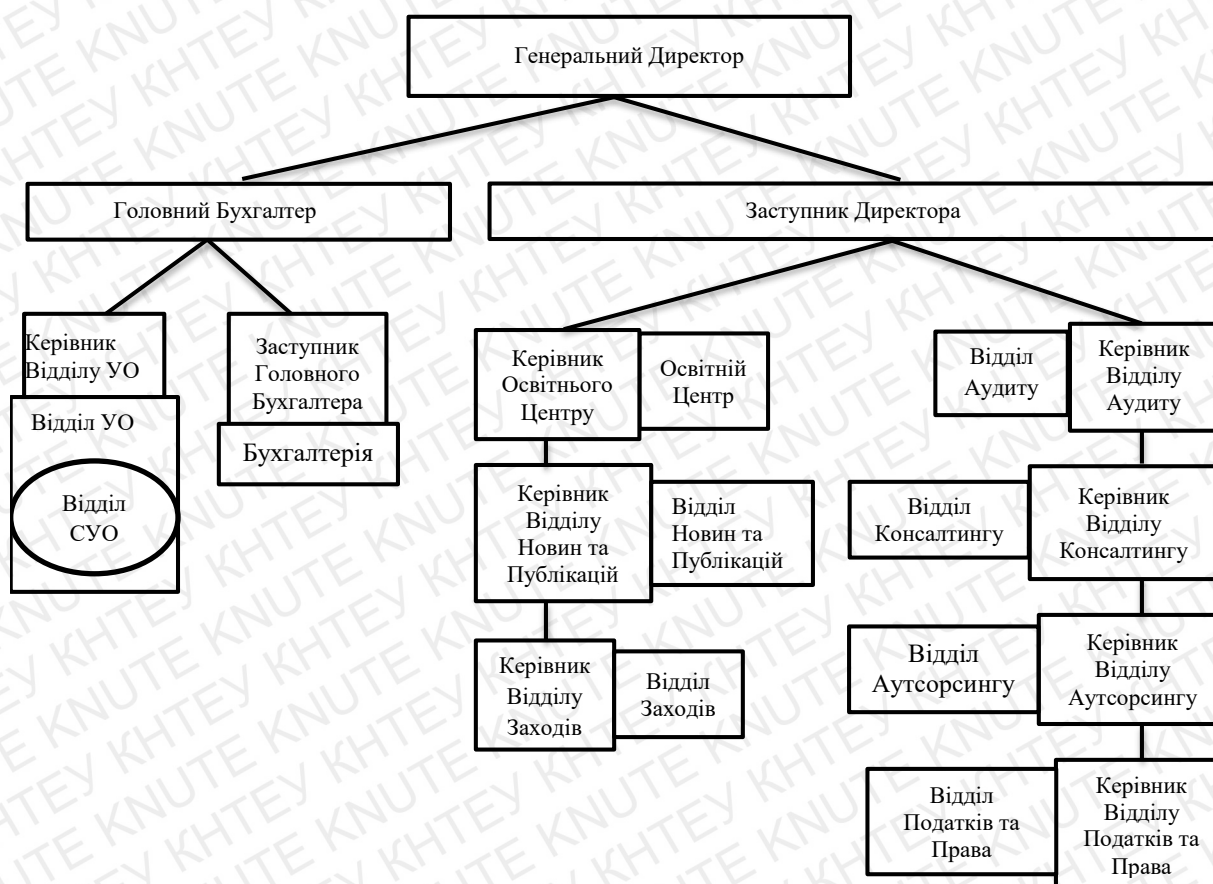 Генеральний Директор
Головний Бухгалтер
Заступник Директора
Керівник
Відділу УО
Відділ УО
Відділ
СУО
Заступник
Головного
Бухгалтера
Бухгалтерія
Керівник
Освітнього
Центру
Освітній
Центр
Керівник
Відділу
Новин та
Публікацій
Відділ
Новин та
Публікацій
Керівник
Відділу
Заходів
Відділ
Заходів
Відділ
Аудиту
Керівник
Відділу
Аудиту
Відділ
Консалтингу
Керівник
Відділу
Консалтингу
Відділ
Аутсорсингу
Керівник
Відділу
Аутсорсингу
Відділ
Податків та
Права
Керівник
Відділу
Податків та
Права